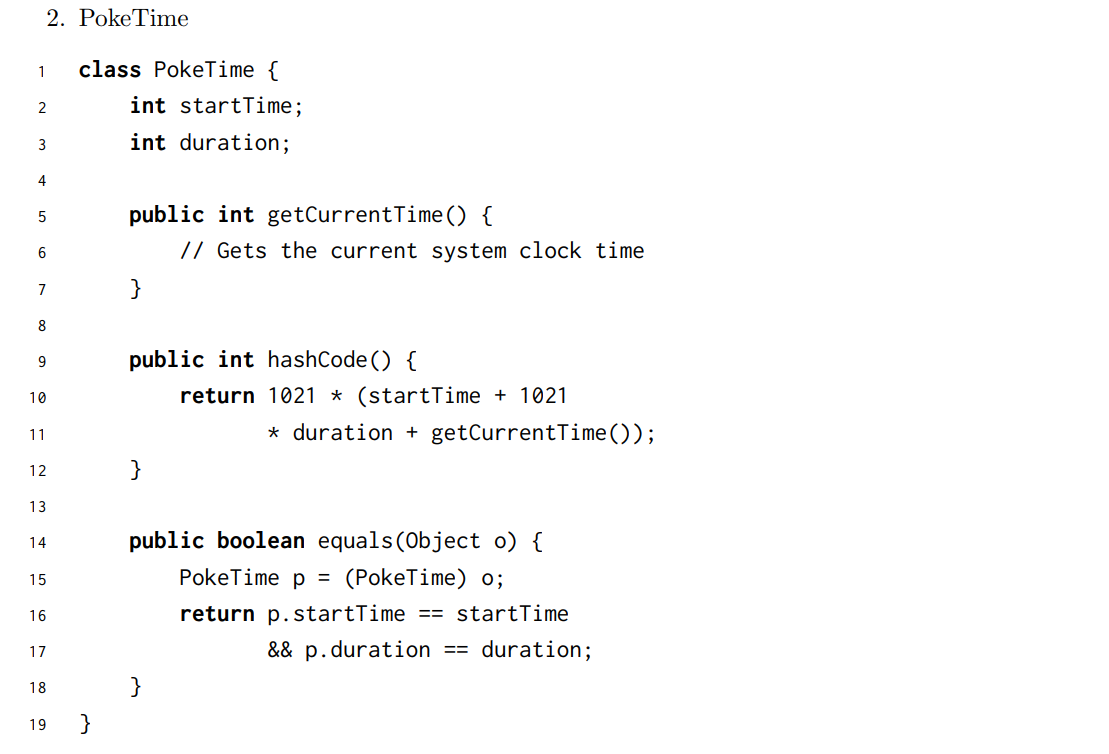 2. PokeTime
1 class PokeTime {
2 int startTime;
3 int duration;
4
5 public int getCurrentTime() {
6 // Gets the current system clock time
7 }
8
9 public int hashCode() {
10 return 1021 * (startTime + 1021
11 * duration + getCurrentTime());
12 }
13
14 public boolean equals(Object o) {
15 PokeTime p = (PokeTime) o;
16 return p.startTime == startTime
17 && p.duration == duration;
18 }
19 }